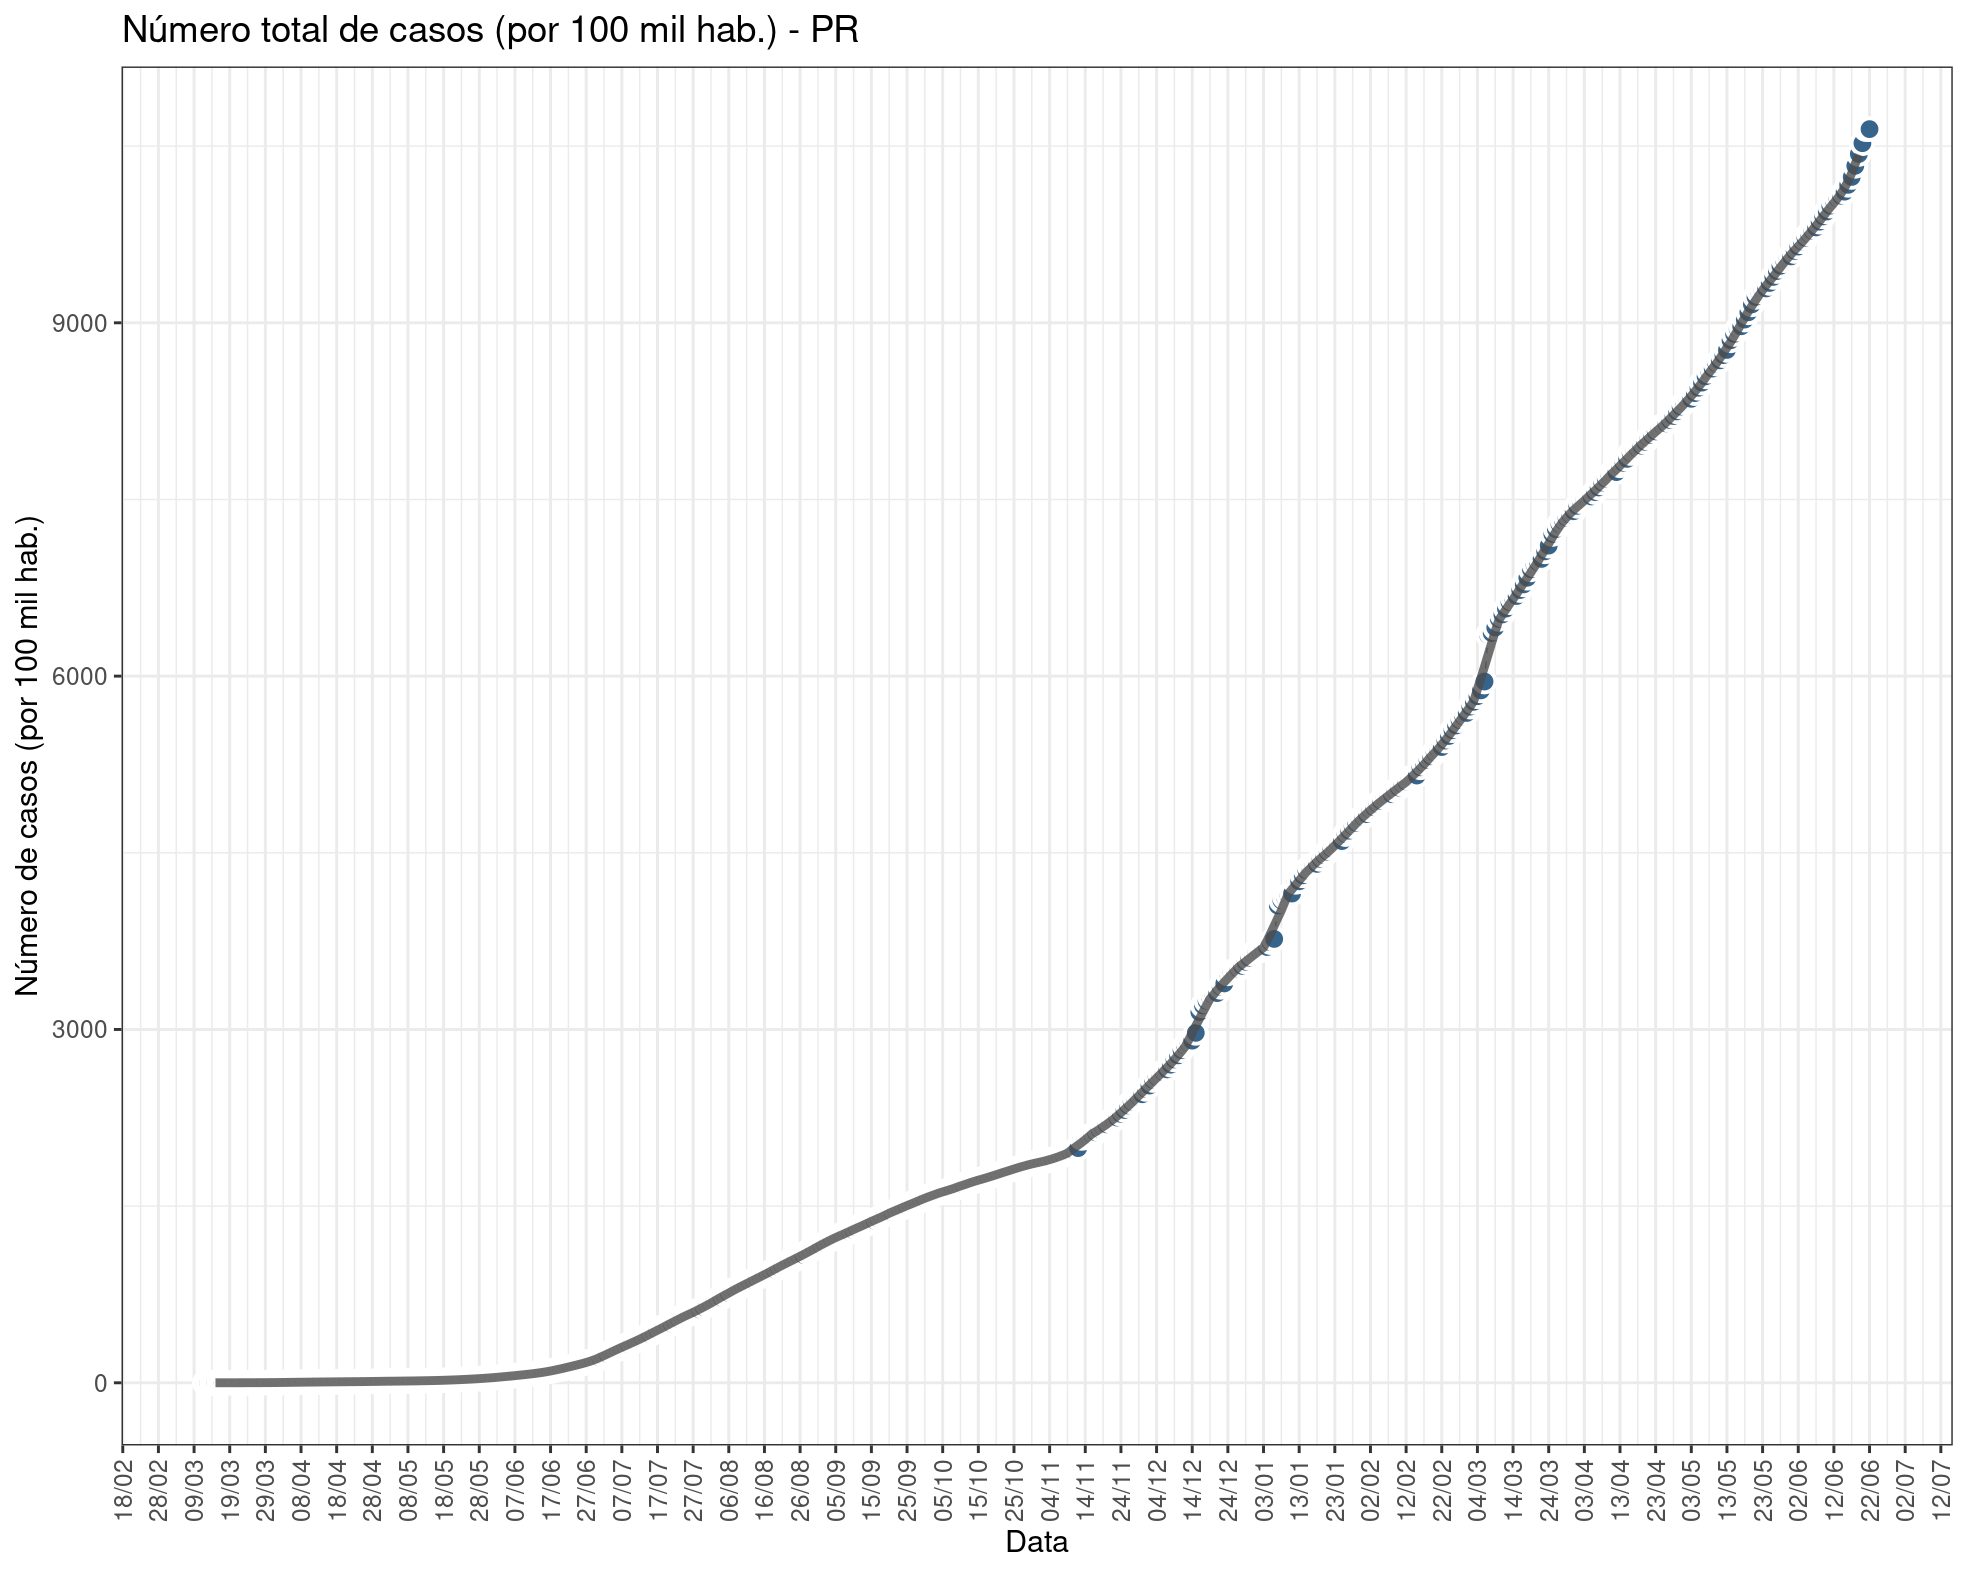 Número total de casos (por 100 mil hab.) - PR
Número de casos (por 100 mil hab.)
9000
6000
3000
0
18/02 28/02 09/03 19/03 29/03 08/04 18/04 28/04 08/05 18/05 28/05 07/06 17/06 27/06 07/07 17/07 27/07 06/08 16/08 26/08 05/09 15/09 25/09 05/10 15/10 25/10 04/11 14/11 24/11 04/12 14/12 24/12 03/01 13/01 23/01 02/02 12/02 22/02 04/03 14/03 24/03 03/04 13/04 23/04 03/05 13/05 23/05 02/06 12/06 22/06 02/07 12/07
Data